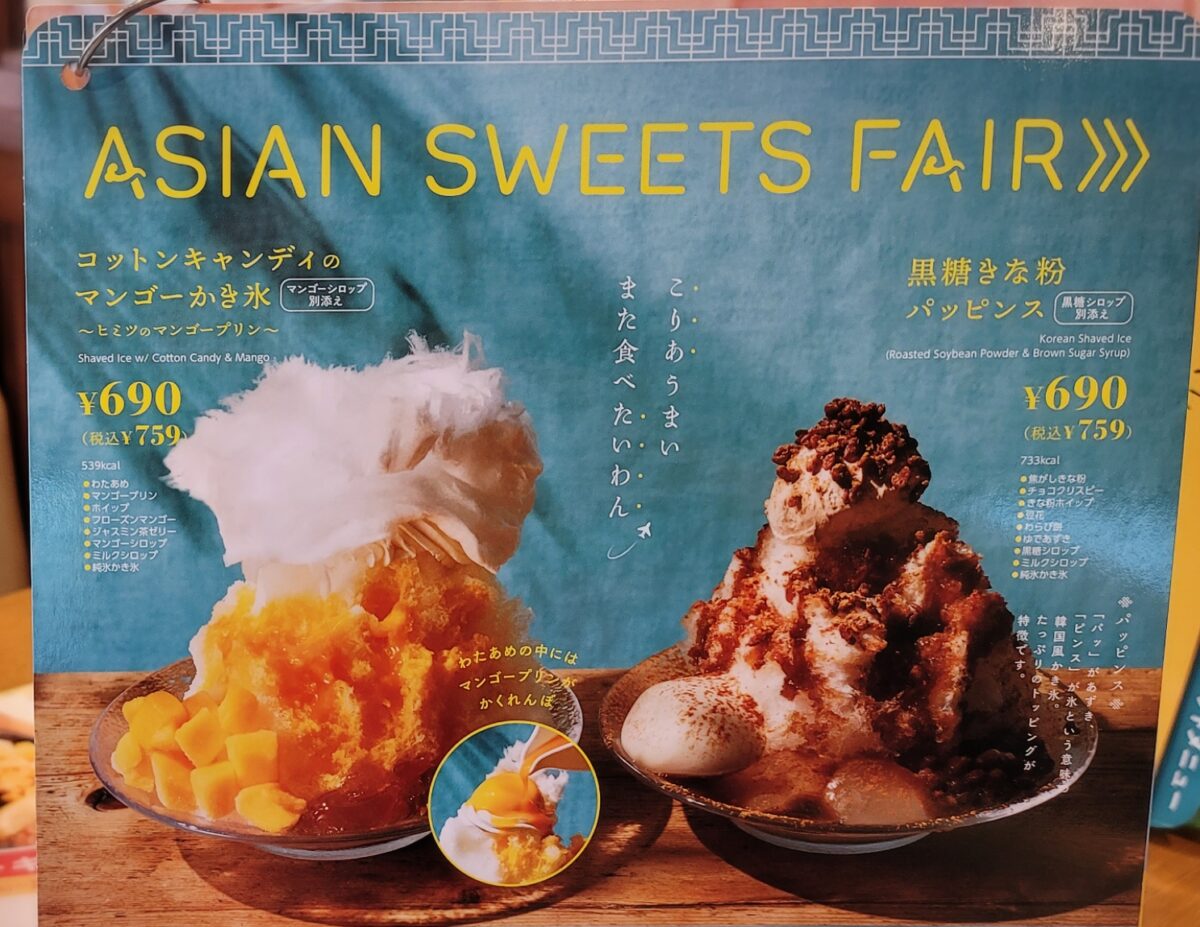 ASIAN SWEETS FAIR
コットンキャンディの
マンゴーかき氷
マンゴーシロップ
別添え
～ヒミツのマンゴープリン～
Shaved Ice w/ Cotton Candy & Mango
¥690
(税込¥759)
539kcal
わたあめ
マンゴープリン
ホイップ
フローズンマンゴー
ジャスミン茶ゼリー
マンゴーシロップ
ミルクシロップ
純氷かき氷
こりあうまい
また食べたいわん
黒糖きな粉
パッピンス
黒糖シロップ
別添え
Korean Shaved Ice
(Roasted Soybean Powder & Brown Sugar Syrup)
¥690
(税込¥759)
733kcal
焦がしきな粉
チョコクリスピー
きな粉ホイップ
豆花
わらび餅
ゆであずき
黒糖シロップ
ミルクシロップ
純氷かき氷
パッピンス
「パッ」があずき、
「ピンス」が氷という意味
韓国風かき氷。
たっぷりのトッピングが
特徴です。
わたあめの中には
マンゴープリンが
かくれんぼ